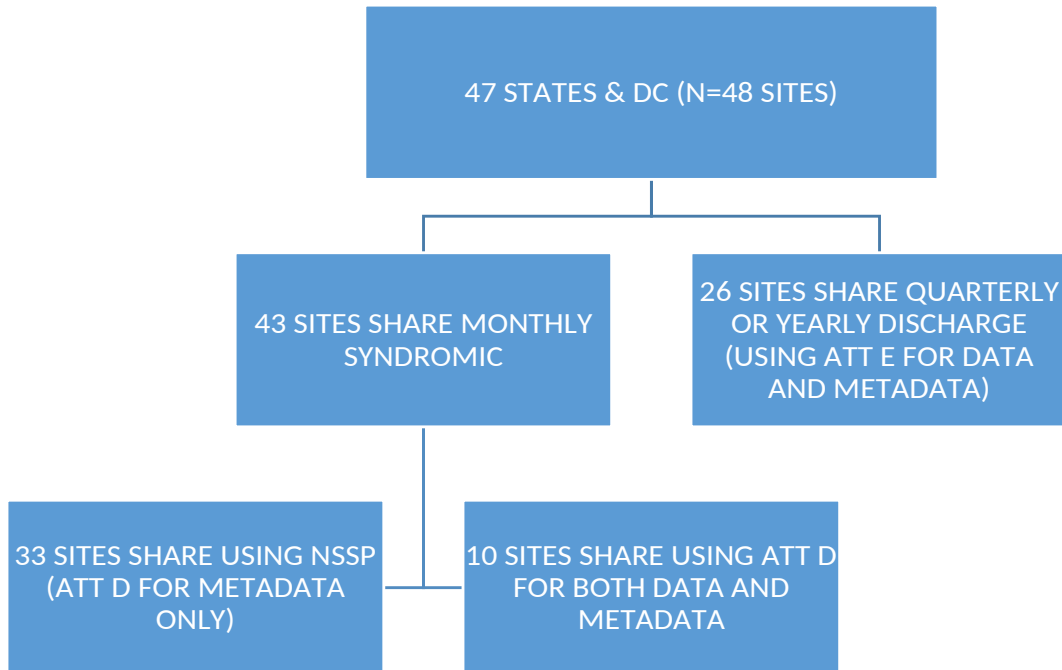 47 STATES & DC (N=48 SITES)
43 SITES SHARE MONTHLY
SYNDROMIC
26 SITES SHARE QUARTERLY
OR YEARLY DISCHARGE
(USING ATT E FOR DATA
AND METADATA)
33 SITES SHARE USING NSSP
(ATT D FOR METADATA
ONLY)
10 SITES SHARE USING ATT D
FOR BOTH DATA AND
METADATA